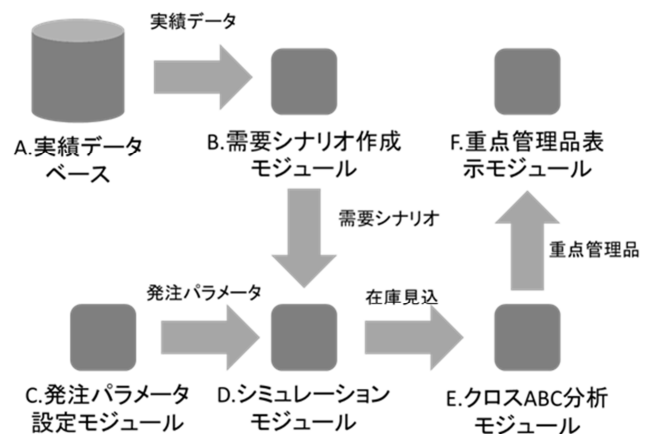 実績データ
A.実績データ
ベース
B.需要シナリオ作成
モジュール
F.重点管理品表
示モジュール
需要シナリオ
重点管理品
発注パラメータ
在庫見込
C.発注パラメータ
設定モジュール
D.シミュレーション
モジュール
E.クロスABC分析
モジュール